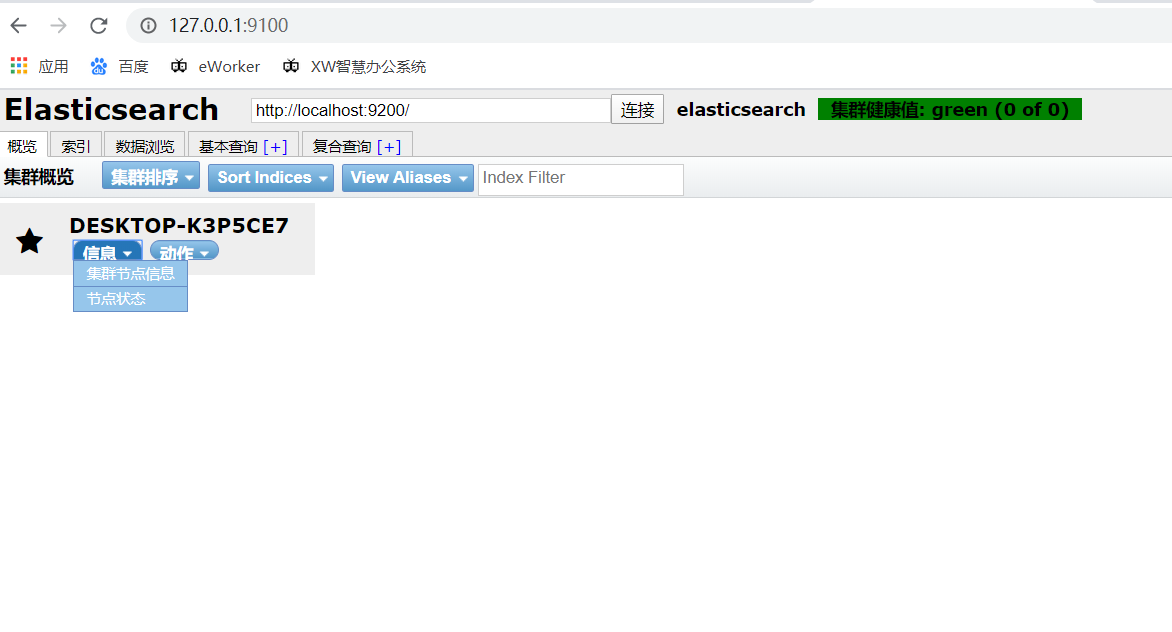 127.0.0.1:9100
应用 百度 eWorker XW智慧办公系统
Elasticsearch http://localhost:9200/ 连接 elasticsearch 集群健康值: green (0 of 0)
概览 索引 数据浏览 基本查询 [+] 复合查询 [+]
集群概览 集群排序 Sort Indices View Aliases Index Filter
DESKTOP-K3P5CE7
信息 动作
集群节点信息
节点状态